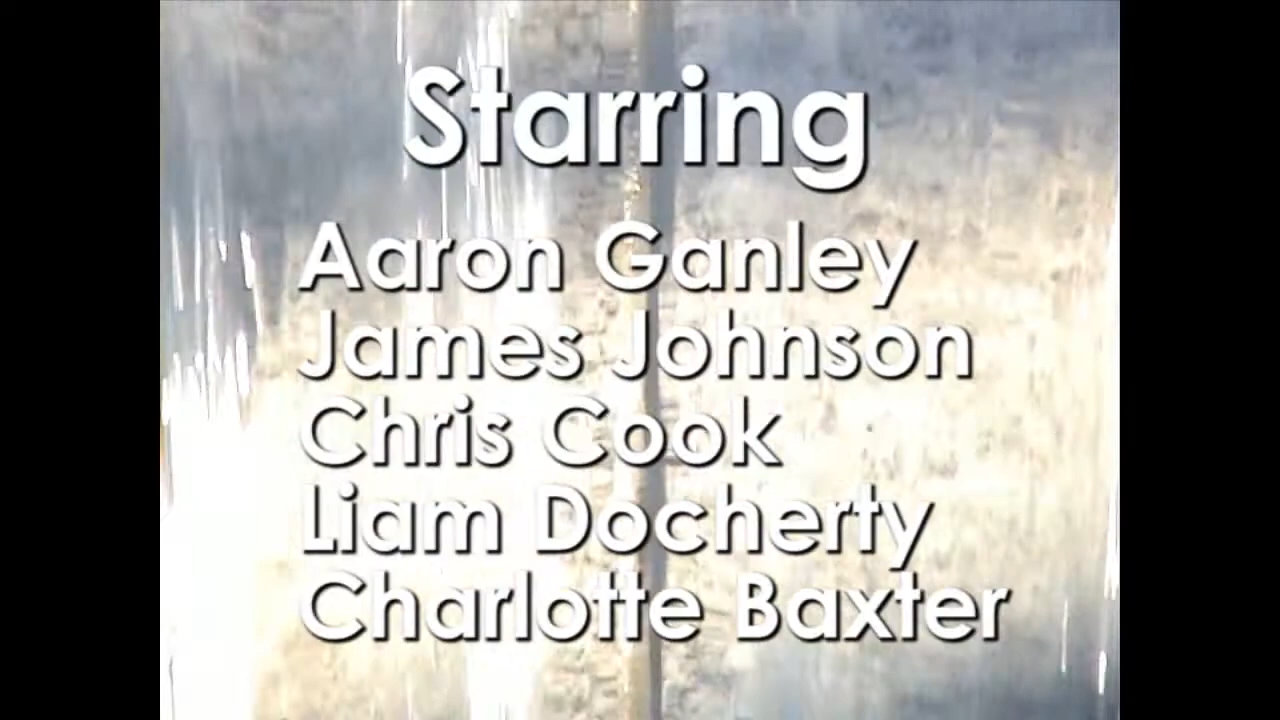 Starring
Aaron Ganley
James Johnson
Chris Cook
Liam Docherty
Charlotte Baxter